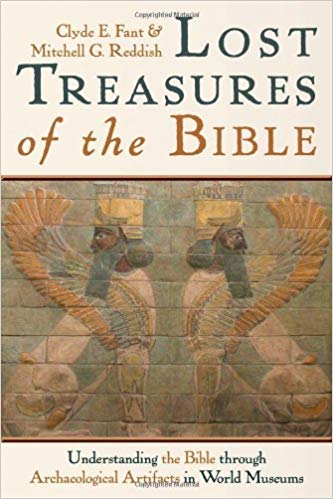 Clyde E. Fant & LOST
Mitchell G. Reddish
TREASURES
of the BIBLE
Understanding the Bible through
Archaeological Artifacts in World Museums